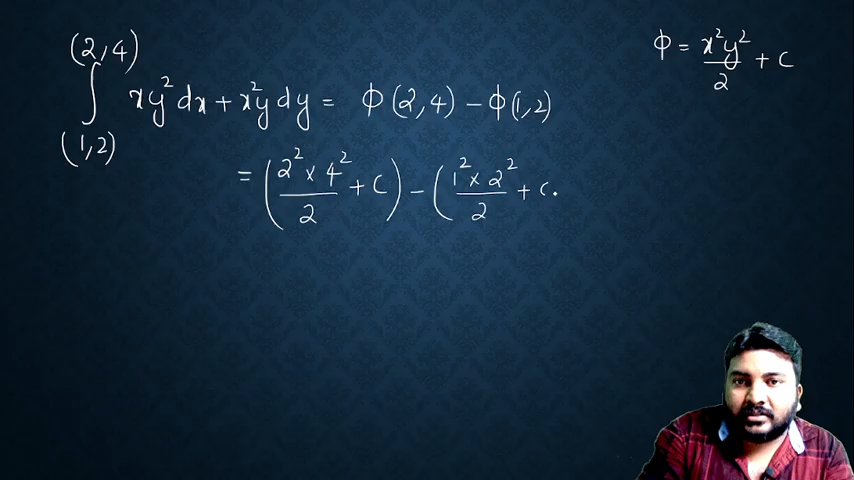 ∫_(1,2)^(2,4) xy² dx + x²y dy = Φ(2,4) − Φ(1,2)
Φ = x²y²/2 + c
= (2² × 4²/2 + c) − (1² × 2²/2 + c.